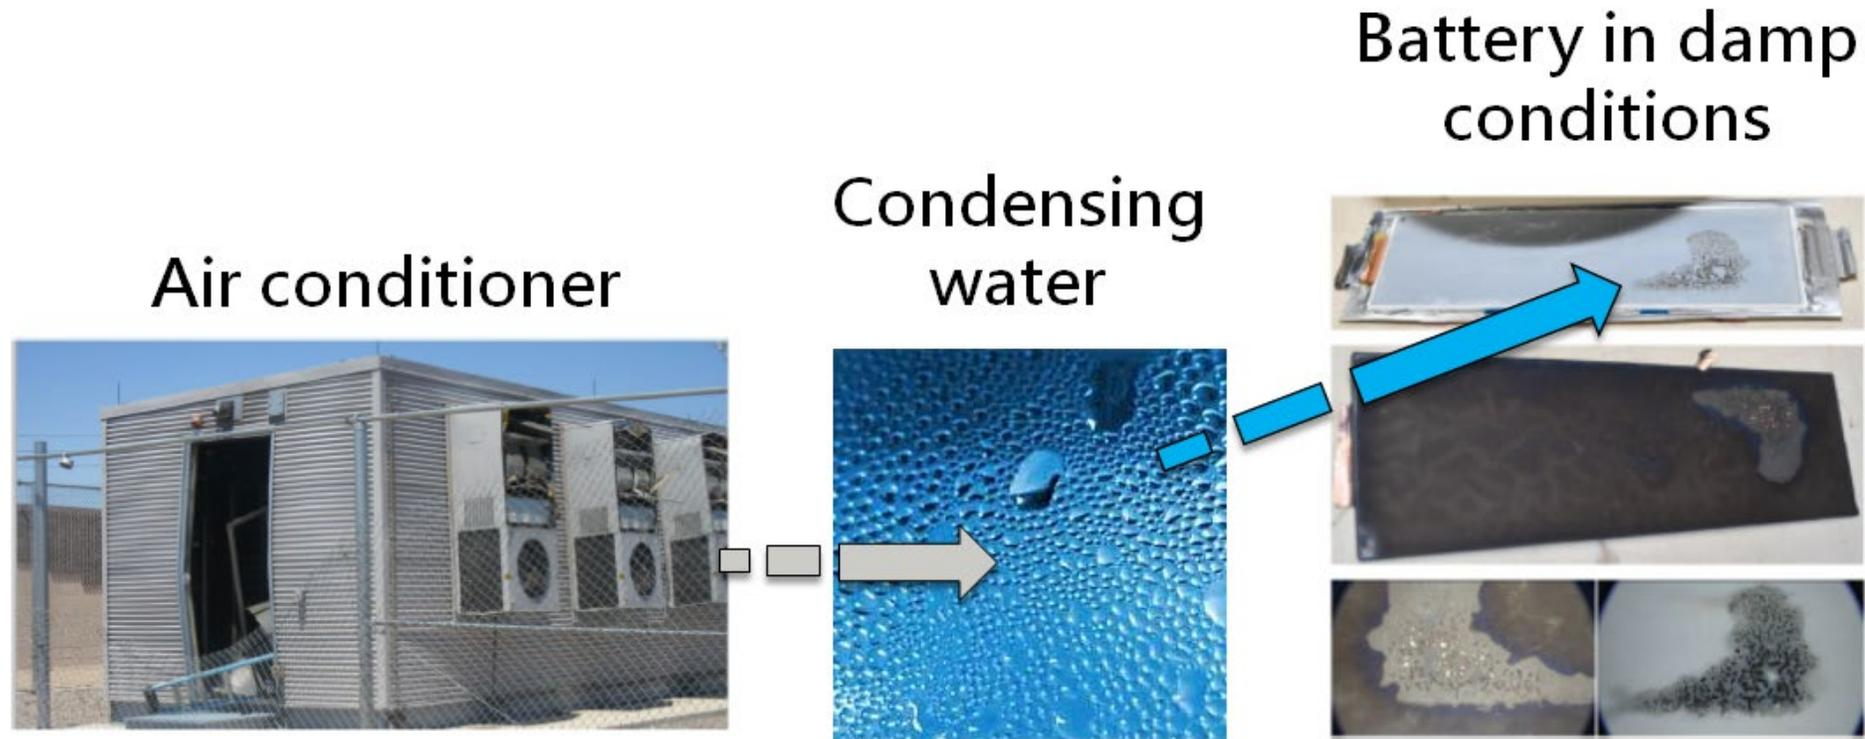 Air conditioner
Condensing
water
Battery in damp
conditions